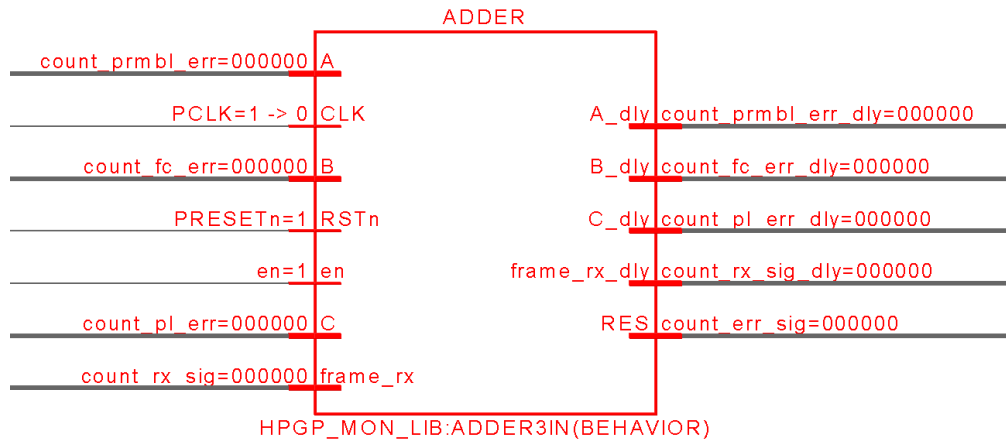 ADDER
count_prmbl_err=000000 A
PCLK=1 -> 0 CLK
A_dly count_prmbl_err_dly=000000
count_fc_err=000000 B
B_dly count_fc_err_dly=000000
PRESETn=1 RSTn
C_dly count_pl_err_dly=000000
en=1 en
frame_rx_dly count_rx_sig_dly=000000
count_pl_err=000000 C
RES count_err_sig=000000
count_rx_sig=000000 frame_rx
HPGP_MON_LIB:ADDER3IN(BEHAVIOR)